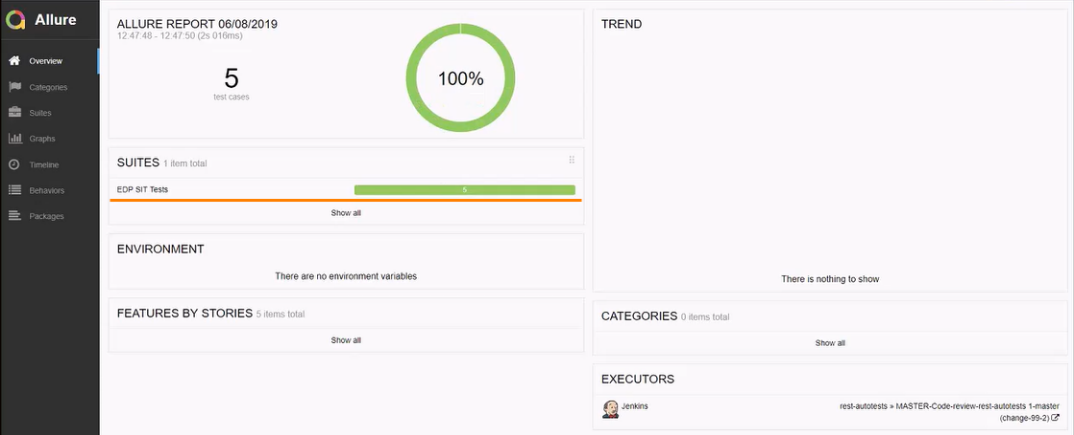 Allure
Overview
Categories
Suites
Graphs
Timeline
Behaviors
Packages
ALLURE REPORT 06/08/2019
12:47:48 - 12:47:50 (2s 016ms)
5
test cases
100%
SUITES 1 item total
EDP SIT Tests 5
Show all
ENVIRONMENT
There are no environment variables
FEATURES BY STORIES 5 items total
Show all
TREND
There is nothing to show
CATEGORIES 0 items total
Show all
EXECUTORS
Jenkins rest-autotests » MASTER-Code-review-rest-autotests 1-master
(change-99-2)